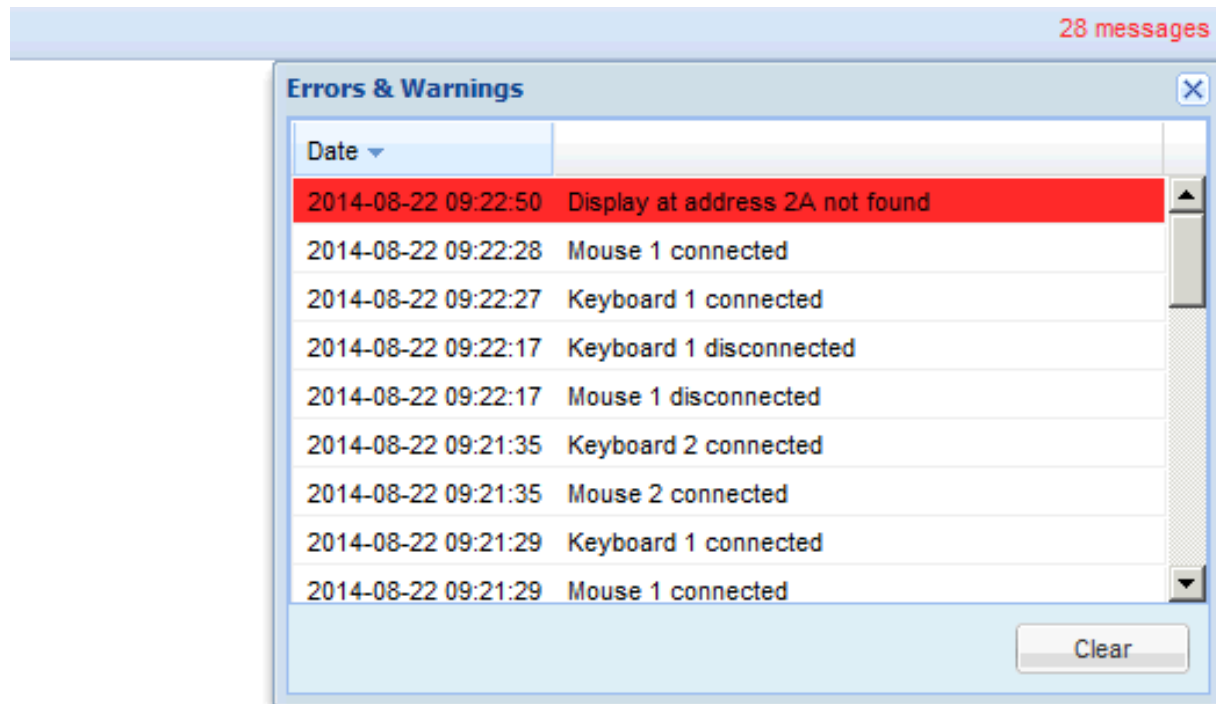 28 messages
Errors & Warnings
Date
2014-08-22 09:22:50 Display at address 2A not found
2014-08-22 09:22:28 Mouse 1 connected
2014-08-22 09:22:27 Keyboard 1 connected
2014-08-22 09:22:17 Keyboard 1 disconnected
2014-08-22 09:22:17 Mouse 1 disconnected
2014-08-22 09:21:35 Keyboard 2 connected
2014-08-22 09:21:35 Mouse 2 connected
2014-08-22 09:21:29 Keyboard 1 connected
2014-08-22 09:21:29 Mouse 1 connected
Clear